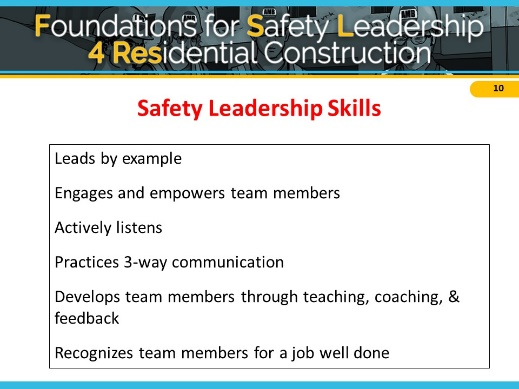 Foundations for Safety Leadership
4 Residential Construction
10
Safety Leadership Skills
Leads by example
Engages and empowers team members
Actively listens
Practices 3-way communication
Develops team members through teaching, coaching, &
feedback
Recognizes team members for a job well done